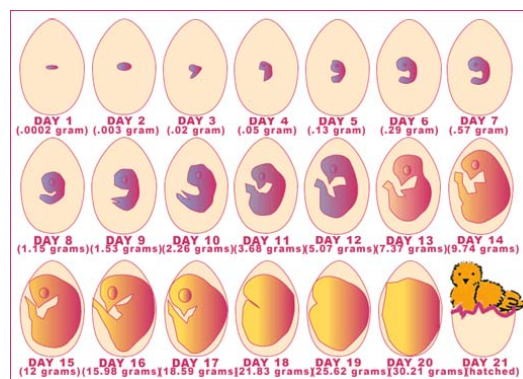 DAY 1 DAY 2 DAY 3 DAY 4 DAY 5 DAY 6 DAY 7
(.0002 gram) (.003 gram) (.02 gram) (.05 gram) (.13 gram) (.29 gram) (.57 gram)
DAY 8 DAY 9 DAY 10 DAY 11 DAY 12 DAY 13 DAY 14
(1.15 grams) (1.53 grams) (2.26 grams) (3.68 grams) (5.07 grams) (7.37 grams) (9.74 grams)
DAY 15 DAY 16 DAY 17 DAY 18 DAY 19 DAY 20 DAY 21
(12 grams) (15.98 grams) (18.59 grams) (21.83 grams) (25.62 grams) (30.21 grams) (hatched)